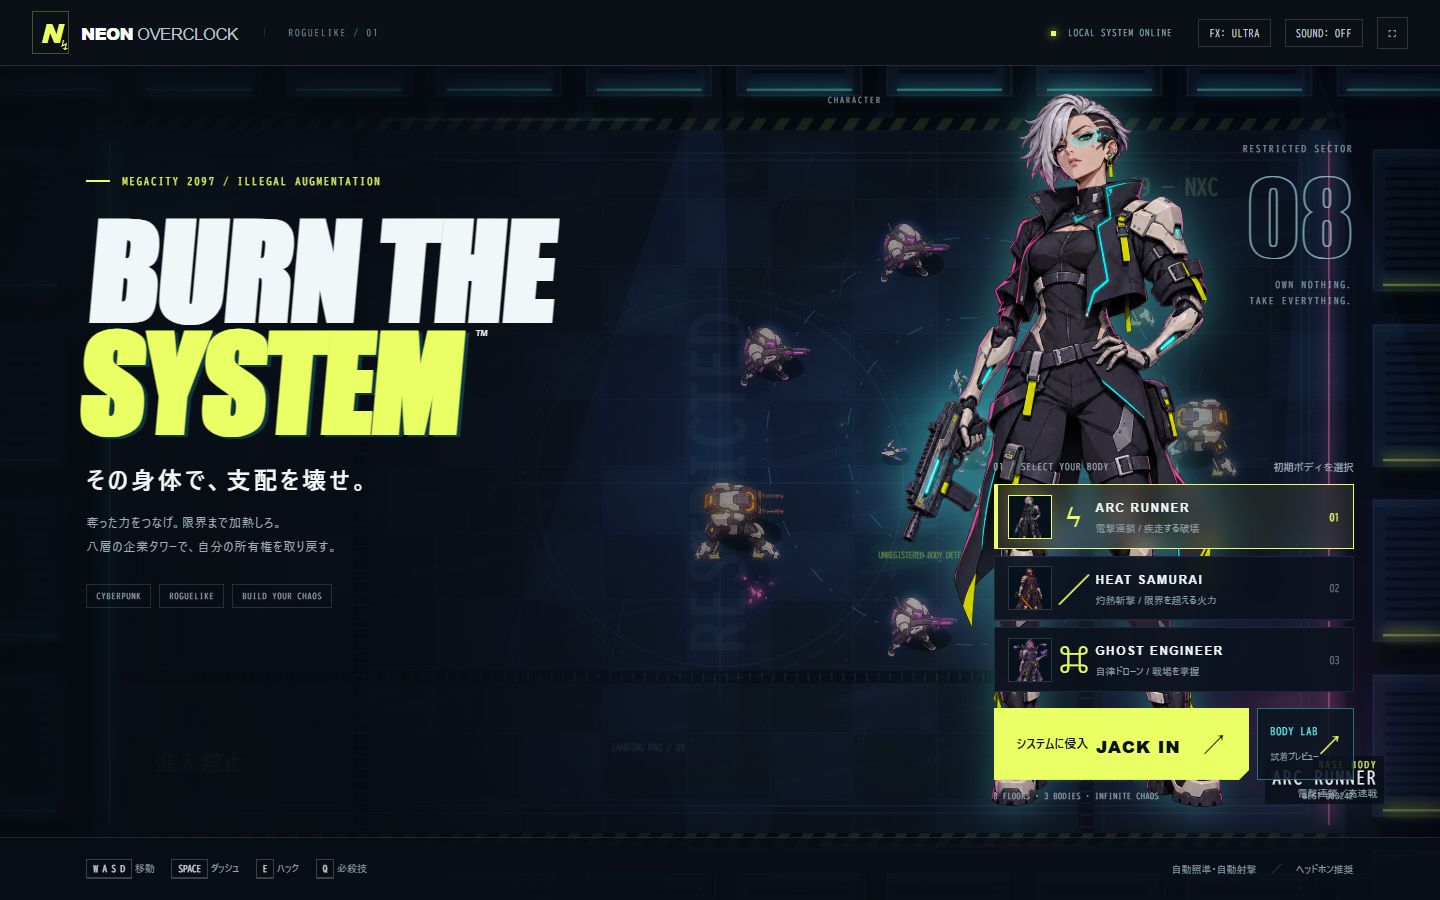 NEON OVERCLOCK
ROGUELIKE / 01
LOCAL SYSTEM ONLINE
FX: ULTRA
SOUND: OFF
CHARACTER
RESTRICTED SECTOR
08
OWN NOTHING.
TAKE EVERYTHING.
9 — NXC
MEGACITY 2097 / ILLEGAL AUGMENTATION
BURN THE
SYSTEM™
その身体で、支配を壊せ。
奪った力をつなげ。限界まで加熱しろ。
八層の企業タワーで、自分の所有権を取り戻す。
CYBERPUNK
ROGUELIKE
BUILD YOUR CHAOS
RESTRICTED
UNREGISTERED BODY DETE
LANDING PAD / 09
進入禁止
01 / SELECT YOUR BODY
初期ボディを選択
ARC RUNNER
電撃連鎖 / 疾走する破壊
01
HEAT SAMURAI
灼熱斬撃 / 限界を超える火力
02
GHOST ENGINEER
自律ドローン / 戦場を掌握
03
システムに侵入 JACK IN
BODY LAB
試着プレビュー
BASE BODY
ARC RUNNER
8 FLOORS · 3 BODIES · INFINITE CHAOS
WASD 移動
SPACE ダッシュ
E ハック
Q 必殺技
自動照準・自動射撃 / ヘッドホン推奨